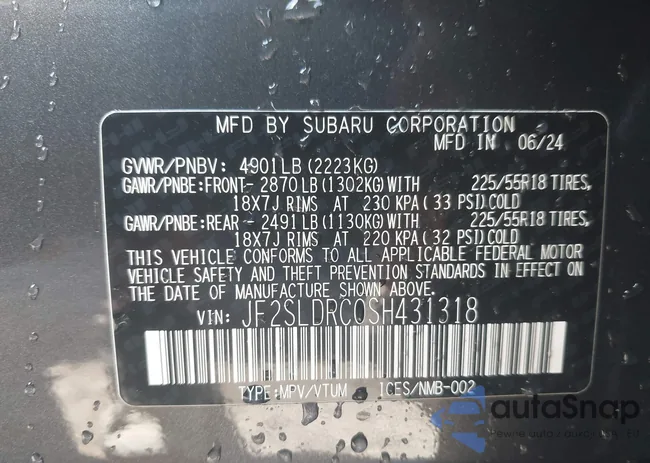 MFD BY SUBARU CORPORATION
MFD IN 06/24
GVWR/PNBV: 4901LB (2223KG)
GAWR/PNBE:FRONT- 2870LB (1302KG)WITH 225/55R18 TIRES,
18X7J RIMS AT 230 KPA (33 PSI)COLD
GAWR/PNBE:REAR - 2491LB (1130KG)WITH 225/55R18 TIRES,
18X7J RIMS AT 220 KPA (32 PSI)COLD
THIS VEHICLE CONFORMS TO ALL APPLICABLE FEDERAL MOTOR
VEHICLE SAFETY AND THEFT PREVENTION STANDARDS IN EFFECT ON
THE DATE OF MANUFACTURE SHOWN ABOVE.
VIN: JF2SLDRC0SH431318
TYPE:MPV/VTUM ICES/NMB-002
autoSnap
Pewne auto/aukcy